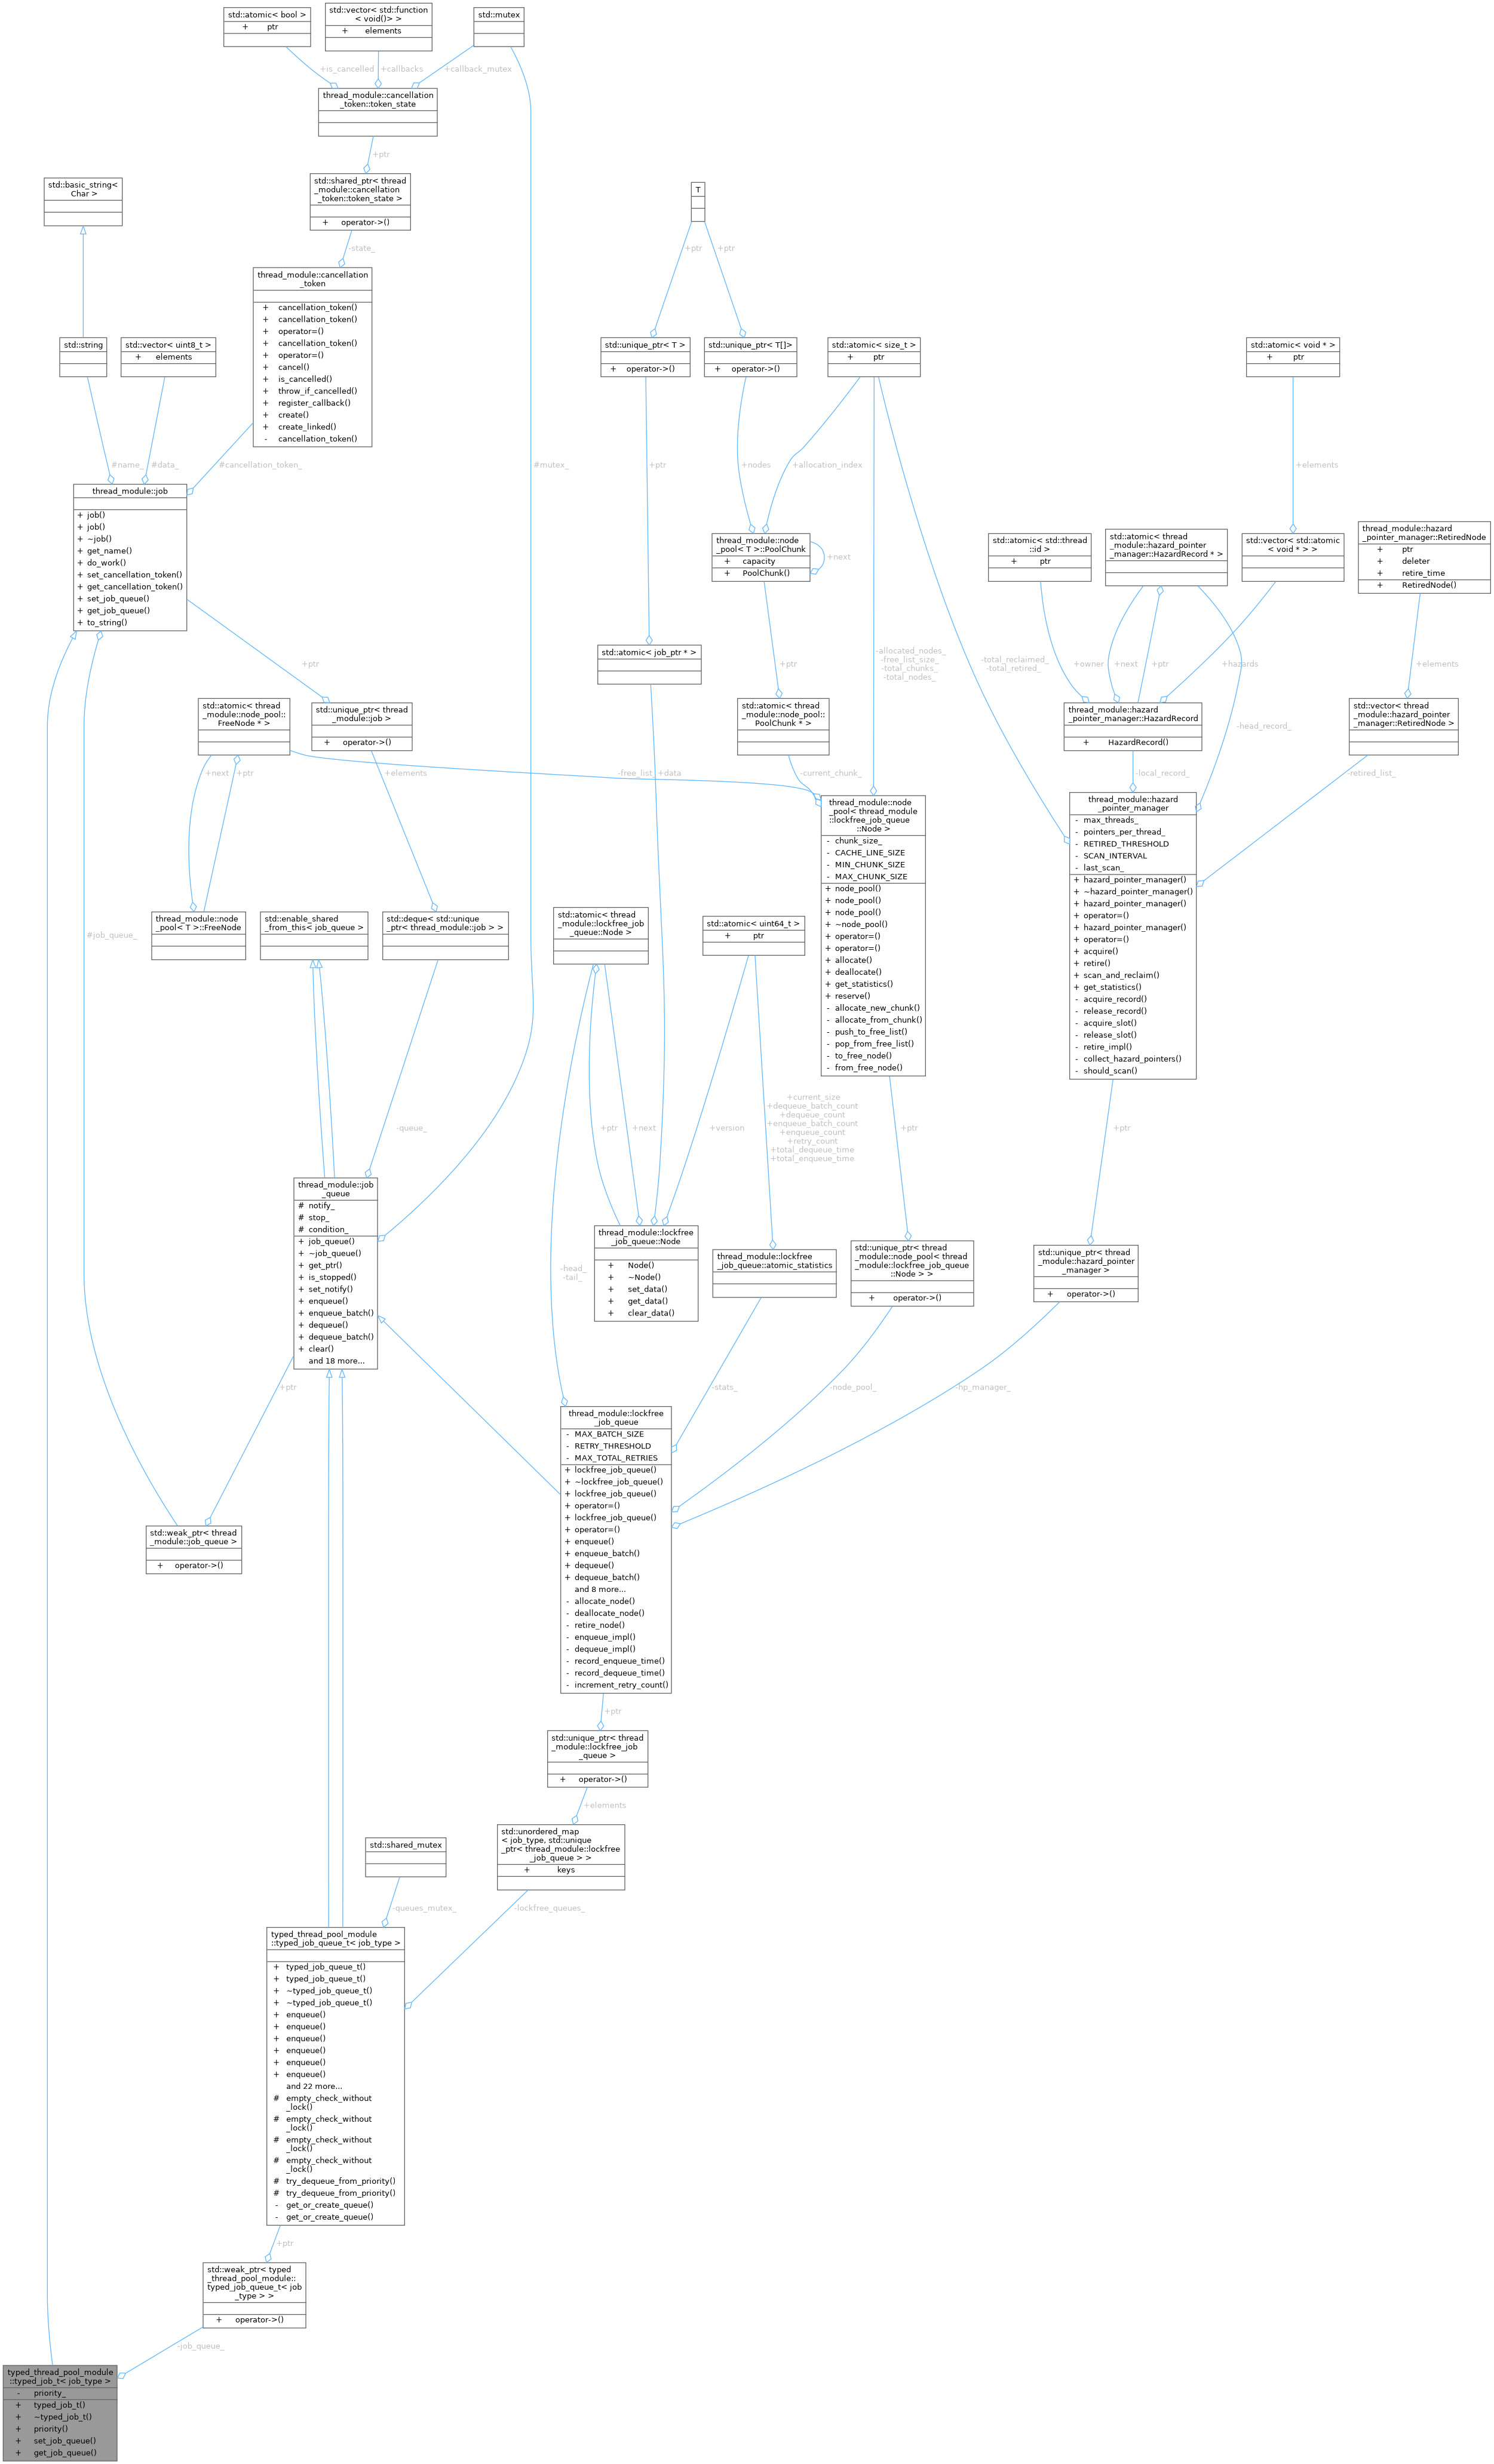 std::atomic< bool >
+ ptr
std::vector< std::function
< void()> >
+ elements
std::mutex
+is_cancelled
+callbacks
+callback_mutex
thread_module::cancellation
_token::token_state
+ptr
std::shared_ptr< thread
_module::cancellation
_token::token_state >
+ operator->()
std::basic_string<
Char >
T
-state_
+ptr
+ptr
thread_module::cancellation
_token
+ cancellation_token()
+ cancellation_token()
+ operator=()
+ cancellation_token()
+ operator=()
+ cancel()
+ is_cancelled()
+ throw_if_cancelled()
+ register_callback()
+ create()
+ create_linked()
- cancellation_token()
std::string
std::vector< uint8_t >
+ elements
std::unique_ptr< T >
+ operator->()
std::unique_ptr< T[]>
+ operator->()
std::atomic< size_t >
+ ptr
std::atomic< void * >
+ ptr
#name_
#data_
#cancellation_token_
#mutex_
+ptr
+nodes
+allocation_index
+elements
thread_module::job
+ job()
+ job()
+ ~job()
+ get_name()
+ do_work()
+ set_cancellation_token()
+ get_cancellation_token()
+ set_job_queue()
+ get_job_queue()
+ to_string()
thread_module::node
_pool< T >::PoolChunk
+ capacity
+ PoolChunk()
+next
std::atomic< std::thread
::id >
+ ptr
std::atomic< thread
_module::hazard_pointer
_manager::HazardRecord * >
std::vector< std::atomic
< void * > >
thread_module::hazard
_pointer_manager::RetiredNode
+ ptr
+ deleter
+ retire_time
+ RetiredNode()
std::atomic< job_ptr * >
+ptr
+ptr
-allocated_nodes_
-free_list_size_
-total_chunks_
-total_nodes_
-total_reclaimed_
-total_retired_
+owner
+next
+ptr
+hazards
+elements
std::atomic< thread
_module::node_pool::
FreeNode * >
std::unique_ptr< thread
_module::job >
+ operator->()
std::atomic< thread
_module::node_pool::
PoolChunk * >
thread_module::hazard
_pointer_manager::HazardRecord
+ HazardRecord()
std::vector< thread
_module::hazard_pointer
_manager::RetiredNode >
-head_record_
+next
+ptr
+elements
-free_list_
+data
-current_chunk_
-local_record_
-retired_list_
thread_module::node
_pool< thread_module
::lockfree_job_queue
::Node >
- chunk_size_
- CACHE_LINE_SIZE
- MIN_CHUNK_SIZE
- MAX_CHUNK_SIZE
+ node_pool()
+ node_pool()
+ node_pool()
+ ~node_pool()
+ operator=()
+ operator=()
+ allocate()
+ deallocate()
+ get_statistics()
+ reserve()
- allocate_new_chunk()
- allocate_from_chunk()
- push_to_free_list()
- pop_from_free_list()
- to_free_node()
- from_free_node()
thread_module::hazard
_pointer_manager
- max_threads_
- pointers_per_thread_
- RETIRED_THRESHOLD
- SCAN_INTERVAL
- last_scan_
+ hazard_pointer_manager()
+ ~hazard_pointer_manager()
+ hazard_pointer_manager()
+ operator=()
+ hazard_pointer_manager()
+ operator=()
+ acquire()
+ retire()
+ scan_and_reclaim()
+ get_statistics()
- acquire_record()
- release_record()
- acquire_slot()
- release_slot()
- retire_impl()
- collect_hazard_pointers()
- should_scan()
#job_queue_
thread_module::node
_pool< T >::FreeNode
std::enable_shared
_from_this< job_queue >
std::deque< std::unique
_ptr< thread_module::job > >
std::atomic< thread
_module::lockfree_job
_queue::Node >
std::atomic< uint64_t >
+ ptr
-queue_
+ptr
+next
+version
+current_size
+dequeue_batch_count
+dequeue_count
+enqueue_batch_count
+enqueue_count
+retry_count
+total_dequeue_time
+total_enqueue_time
+ptr
+ptr
thread_module::job
_queue
# notify_
# stop_
# condition_
+ job_queue()
+ ~job_queue()
+ get_ptr()
+ is_stopped()
+ set_notify()
+ enqueue()
+ enqueue_batch()
+ dequeue()
+ dequeue_batch()
+ clear()
and 18 more...
-head_
-tail_
thread_module::lockfree
_job_queue::Node
+ Node()
+ ~Node()
+ set_data()
+ get_data()
+ clear_data()
thread_module::lockfree
_job_queue::atomic_statistics
std::unique_ptr< thread
_module::node_pool< thread
_module::lockfree_job_queue
::Node > >
+ operator->()
std::unique_ptr< thread
_module::hazard_pointer
_manager >
+ operator->()
+ptr
-stats_
-node_pool_
-hp_manager_
thread_module::lockfree
_job_queue
- MAX_BATCH_SIZE
- RETRY_THRESHOLD
- MAX_TOTAL_RETRIES
+ lockfree_job_queue()
+ ~lockfree_job_queue()
+ lockfree_job_queue()
+ operator=()
+ lockfree_job_queue()
+ operator=()
+ enqueue()
+ enqueue_batch()
+ dequeue()
+ dequeue_batch()
and 8 more...
- allocate_node()
- deallocate_node()
- retire_node()
- enqueue_impl()
- dequeue_impl()
- record_enqueue_time()
- record_dequeue_time()
- increment_retry_count()
std::weak_ptr< thread
_module::job_queue >
+ operator->()
+ptr
std::unique_ptr< thread
_module::lockfree_job
_queue >
+ operator->()
+elements
std::shared_mutex
std::unordered_map
< job_type, std::unique
_ptr< thread_module::lockfree
_job_queue > >
+ keys
-queues_mutex_
-lockfree_queues_
typed_thread_pool_module
::typed_job_queue_t< job_type >
+ typed_job_queue_t()
+ typed_job_queue_t()
+ ~typed_job_queue_t()
+ ~typed_job_queue_t()
+ enqueue()
+ enqueue()
+ enqueue()
+ enqueue()
+ enqueue()
+ enqueue()
and 22 more...
# empty_check_without
_lock()
# empty_check_without
_lock()
# empty_check_without
_lock()
# empty_check_without
_lock()
# try_dequeue_from_priority()
# try_dequeue_from_priority()
- get_or_create_queue()
- get_or_create_queue()
+ptr
std::weak_ptr< typed
_thread_pool_module::
typed_job_queue_t< job
_type > >
+ operator->()
-job_queue_
typed_thread_pool_module
::typed_job_t< job_type >
- priority_
+ typed_job_t()
+ ~typed_job_t()
+ priority()
+ set_job_queue()
+ get_job_queue()